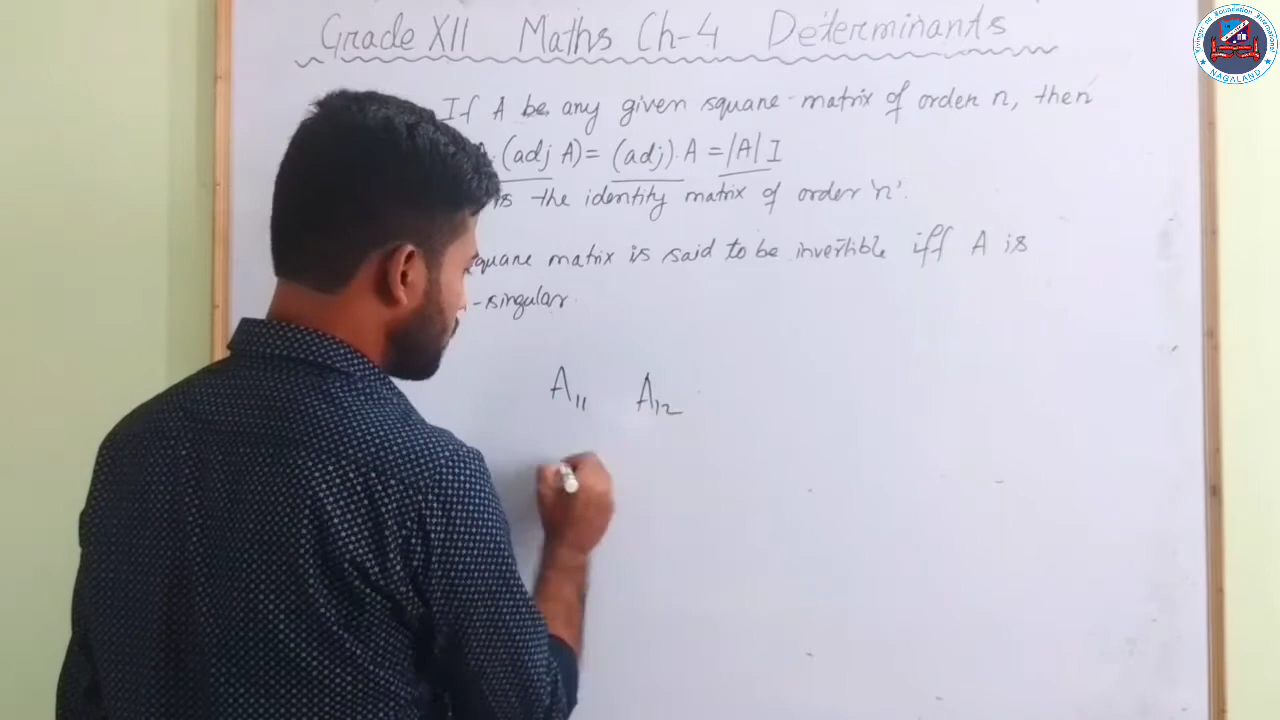 Grade XII Maths Ch-4 Determinants
If A be any given square matrix of order n, then
A.(adj A) = (adj).A = |A| I
is the identity matrix of order 'n'.
square matrix is said to be invertible iff A is
-singular
A₁₁ A₁₂
NAGALAND